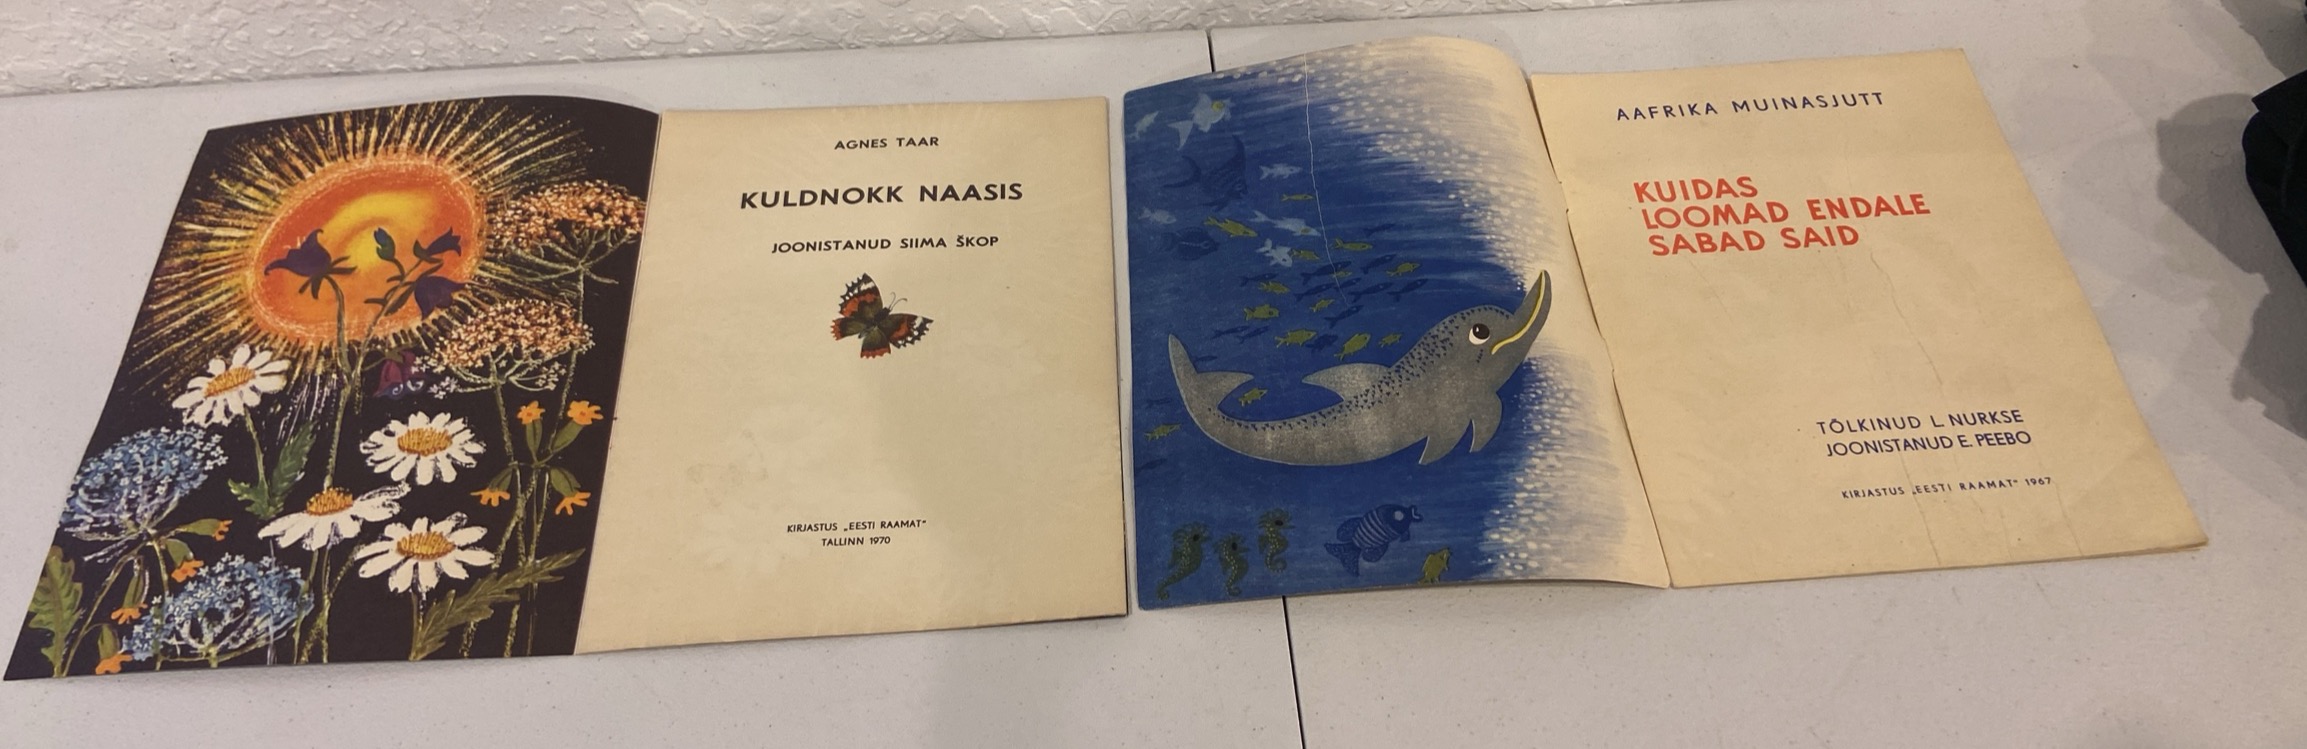 AGNES TAAR
KULDNOKK NAASIS
JOONISTANUD SIIMA ŠKOP
KIRJASTUS „EESTI RAAMAT“
TALLINN 1970
AAFRIKA MUINASJUTT
KUIDAS
LOOMAD ENDALE
SABAD SAID
TÕLKINUD L. NURKSE
JOONISTANUD E. PEEBO
KIRJASTUS „EESTI RAAMAT“ 1967